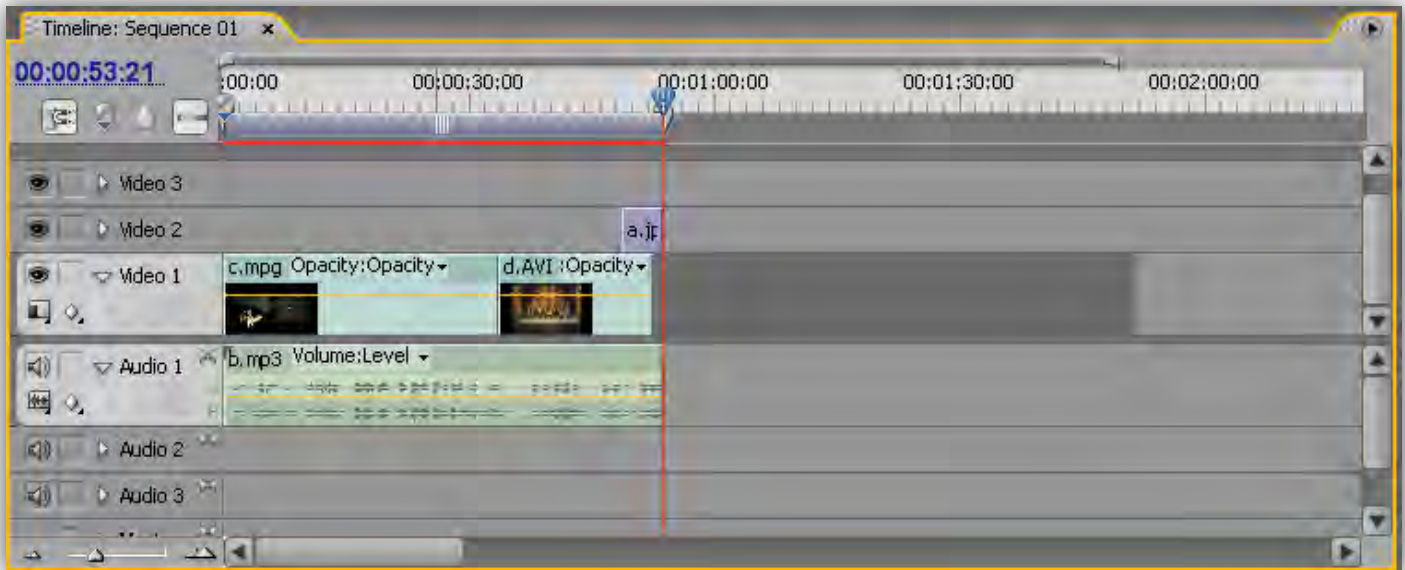 Timeline: Sequence 01 ×
00:00:53:21
:00:00 00:00:30:00 00:01:00:00 00:01:30:00 00:02:00:00
Video 3
Video 2
a.jp
Video 1
c.mpg Opacity:Opacity
d.AVI :Opacity
Audio 1
b.mp3 Volume:Level
Audio 2
Audio 3